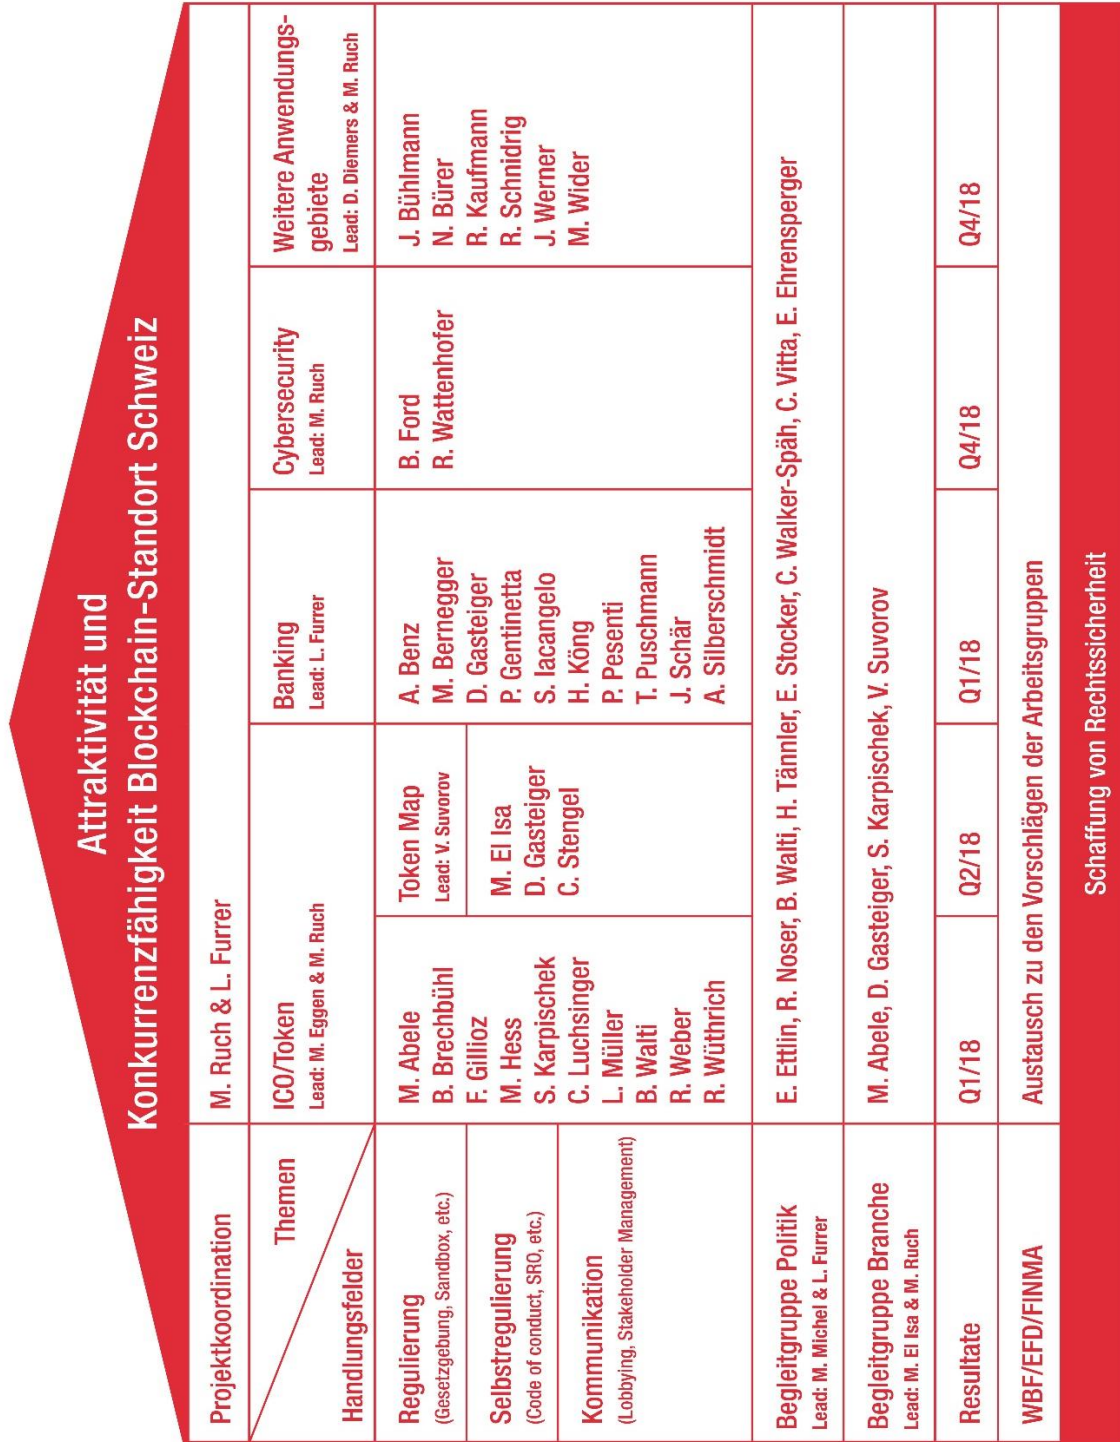 Attraktivität und
Konkurrenzfähigkeit Blockchain-Standort Schweiz
Projektkoordination
M. Ruch & L. Furrer
Themen
Handlungsfelder
ICO/Token
Lead: M. Eggen & M. Ruch
Banking
Lead: L. Furrer
Cybersecurity
Lead: M. Ruch
Weitere Anwendungs-
gebiete
Lead: D. Diemers & M. Ruch
Regulierung
(Gesetzgebung, Sandbox, etc.)
Selbstregulierung
(Code of conduct, SRO, etc.)
Kommunikation
(Lobbying, Stakeholder Management)
M. Abele
B. Brechbühl
F. Gillioz
M. Hess
S. Karpischek
C. Luchsinger
L. Müller
B. Walti
R. Weber
R. Wüthrich
Token Map
Lead: V. Suvorov
M. El Isa
D. Gasteiger
C. Stengel
A. Benz
M. Bernegger
D. Gasteiger
P. Gentinetta
S. Iacangelo
H. Köng
P. Pesenti
T. Puschmann
J. Schär
A. Silberschmidt
B. Ford
R. Wattenhofer
J. Bühlmann
N. Bürer
R. Kaufmann
R. Schnidrig
J. Werner
M. Wider
Begleitgruppe Politik
Lead: M. Michel & L. Furrer
E. Ettlin, R. Noser, B. Walti, H. Tännler, E. Stocker, C. Walker-Späh, C. Vitta, E. Ehrensperger
Begleitgruppe Branche
Lead: M. El Isa & M. Ruch
M. Abele, D. Gasteiger, S. Karpischek, V. Suvorov
Resultate
Q1/18
Q2/18
Q1/18
Q4/18
Q4/18
WBF/EFD/FINMA
Austausch zu den Vorschlägen der Arbeitsgruppen
Schaffung von Rechtssicherheit